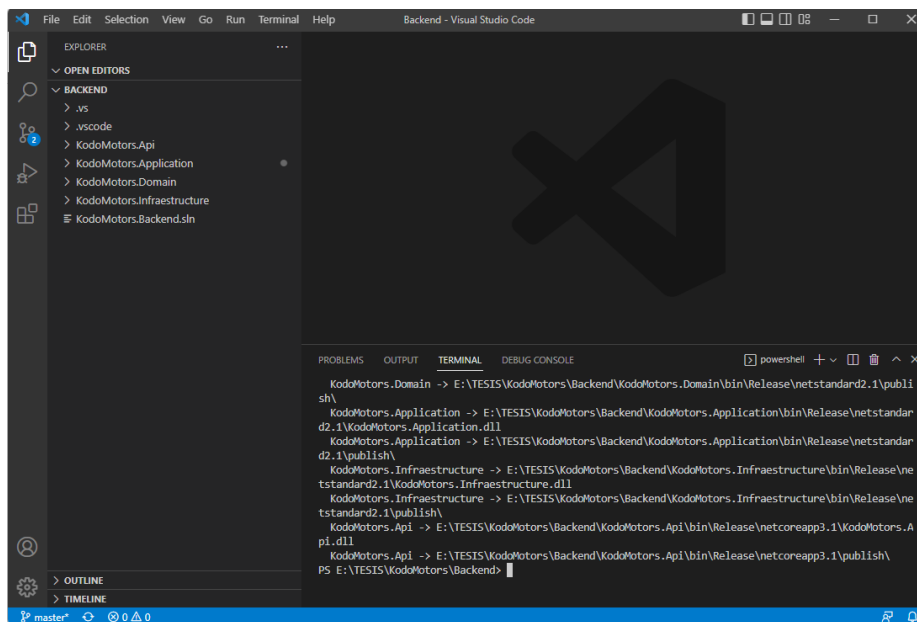 File Edit Selection View Go Run Terminal Help Backend - Visual Studio Code
EXPLORER
OPEN EDITORS
BACKEND
.vs
.vscode
KodoMotors.Api
KodoMotors.Application
KodoMotors.Domain
KodoMotors.Infraestructure
KodoMotors.Backend.sln
2
PROBLEMS OUTPUT TERMINAL DEBUG CONSOLE powershell
KodoMotors.Domain -> E:\TESIS\KodoMotors\Backend\KodoMotors.Domain\bin\Release\netstandard2.1\publi
sh\
KodoMotors.Application -> E:\TESIS\KodoMotors\Backend\KodoMotors.Application\bin\Release\netstandar
d2.1\KodoMotors.Application.dll
KodoMotors.Application -> E:\TESIS\KodoMotors\Backend\KodoMotors.Application\bin\Release\netstandar
d2.1\publish\
KodoMotors.Infraestructure -> E:\TESIS\KodoMotors\Backend\KodoMotors.Infraestructure\bin\Release\ne
tstandard2.1\KodoMotors.Infraestructure.dll
KodoMotors.Infraestructure -> E:\TESIS\KodoMotors\Backend\KodoMotors.Infraestructure\bin\Release\ne
tstandard2.1\publish\
KodoMotors.Api -> E:\TESIS\KodoMotors\Backend\KodoMotors.Api\bin\Release\netcoreapp3.1\KodoMotors.A
pi.dll
KodoMotors.Api -> E:\TESIS\KodoMotors\Backend\KodoMotors.Api\bin\Release\netcoreapp3.1\publish\
PS E:\TESIS\KodoMotors\Backend>
OUTLINE
TIMELINE
master* 0 0